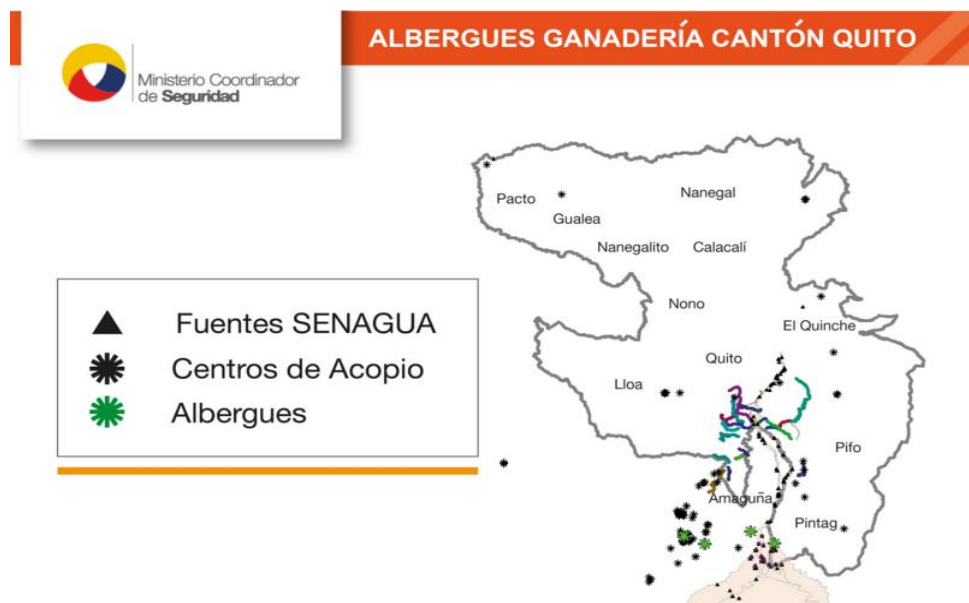 ALBERGUES GANADERÍA CANTÓN QUITO
Ministerio Coordinador
de Seguridad
Pacto
Nanegal
Gualea
Nanegalito
Calacalí
Nono
El Quinche
Quito
Lloa
Pifo
Amaguña
Pintag
Fuentes SENAGUA
Centros de Acopio
Albergues